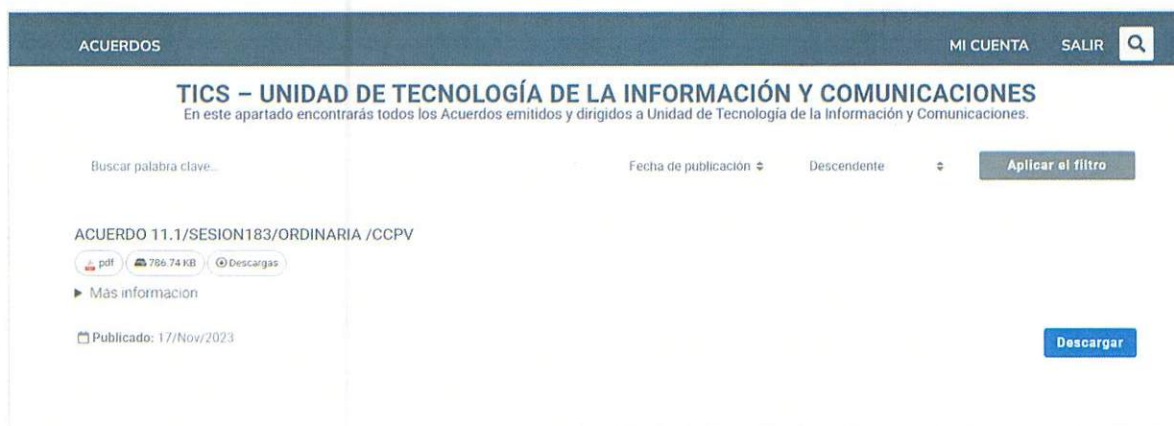 ACUERDOS MI CUENTA SALIR
TICS – UNIDAD DE TECNOLOGÍA DE LA INFORMACIÓN Y COMUNICACIONES
En este apartado encontrarás todos los Acuerdos emitidos y dirigidos a Unidad de Tecnología de la Información y Comunicaciones.
Buscar palabra clave... Fecha de publicación Descendente Aplicar el filtro
ACUERDO 11.1/SESION183/ORDINARIA /CCPV
pdf 786.74 KB Descargas
Mas informacion
Publicado: 17/Nov/2023 Descargar